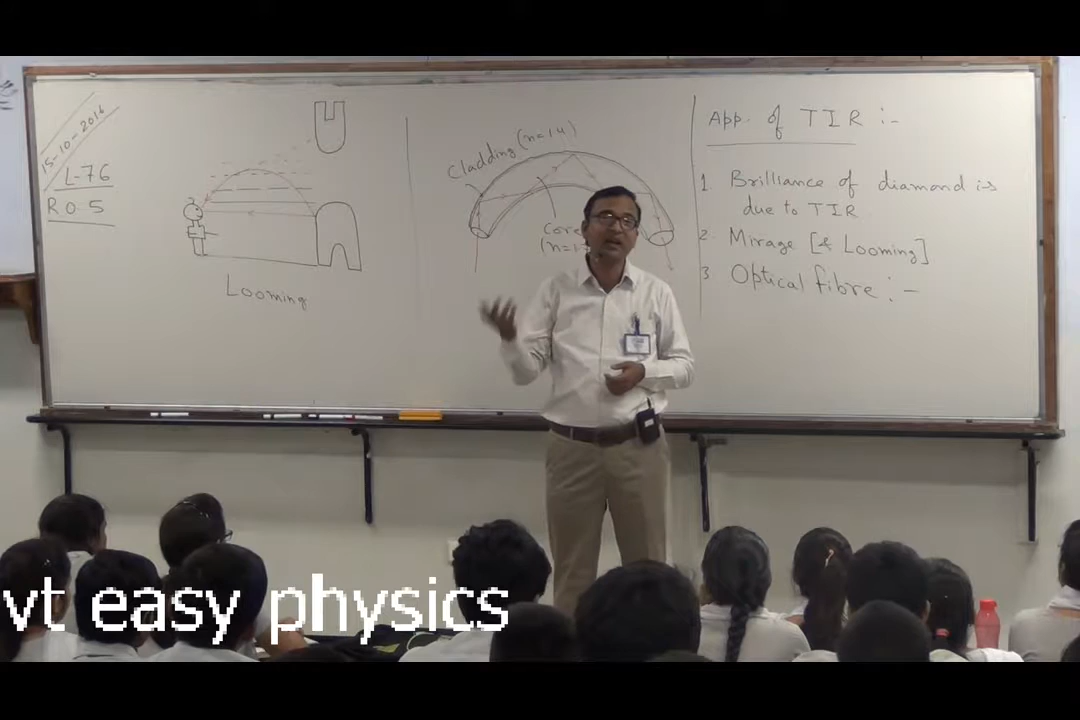 15-10-2016
L-76
RO-5
Looming
Cladding (n=1.4)
Core
App. of TIR :-
1. Brilliance of diamond is
due to TIR
2. Mirage [& Looming]
3 Optical fibre :-
vt easy physics